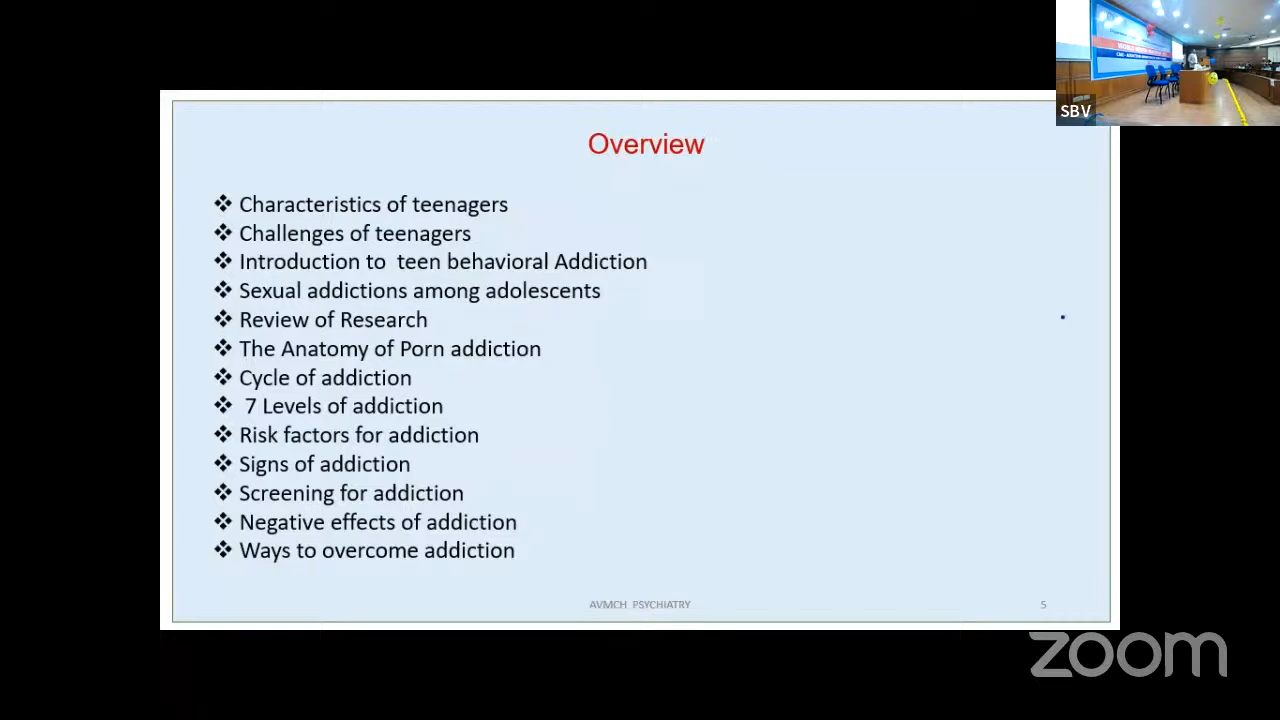 SBV
Overview
❖ Characteristics of teenagers
❖ Challenges of teenagers
❖ Introduction to  teen behavioral Addiction
❖ Sexual addictions among adolescents
❖ Review of Research
❖ The Anatomy of Porn addiction
❖ Cycle of addiction
❖ 7 Levels of addiction
❖ Risk factors for addiction
❖ Signs of addiction
❖ Screening for addiction
❖ Negative effects of addiction
❖ Ways to overcome addiction
AVMCH PSYCHIATRY
5
zoom